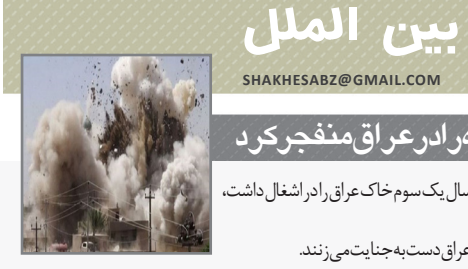 بین الملل
SHAKHESABZ@GMAIL.COM
را در عراق منفجر کرد
سال یک سوم خاک عراق را در اشغال داشت،
عراق دست به جنایت می‌زنند.